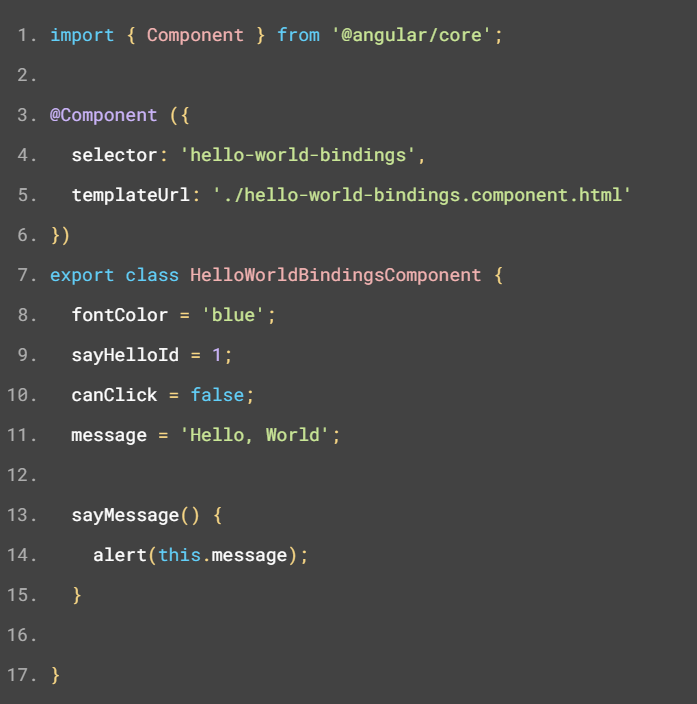 1. import { Component } from '@angular/core';
2.
3. @Component ({
4.   selector: 'hello-world-bindings',
5.   templateUrl: './hello-world-bindings.component.html'
6. })
7. export class HelloWorldBindingsComponent {
8.   fontColor = 'blue';
9.   sayHelloId = 1;
10.   canClick = false;
11.   message = 'Hello, World';
12.
13.   sayMessage() {
14.     alert(this.message);
15.   }
16.
17. }